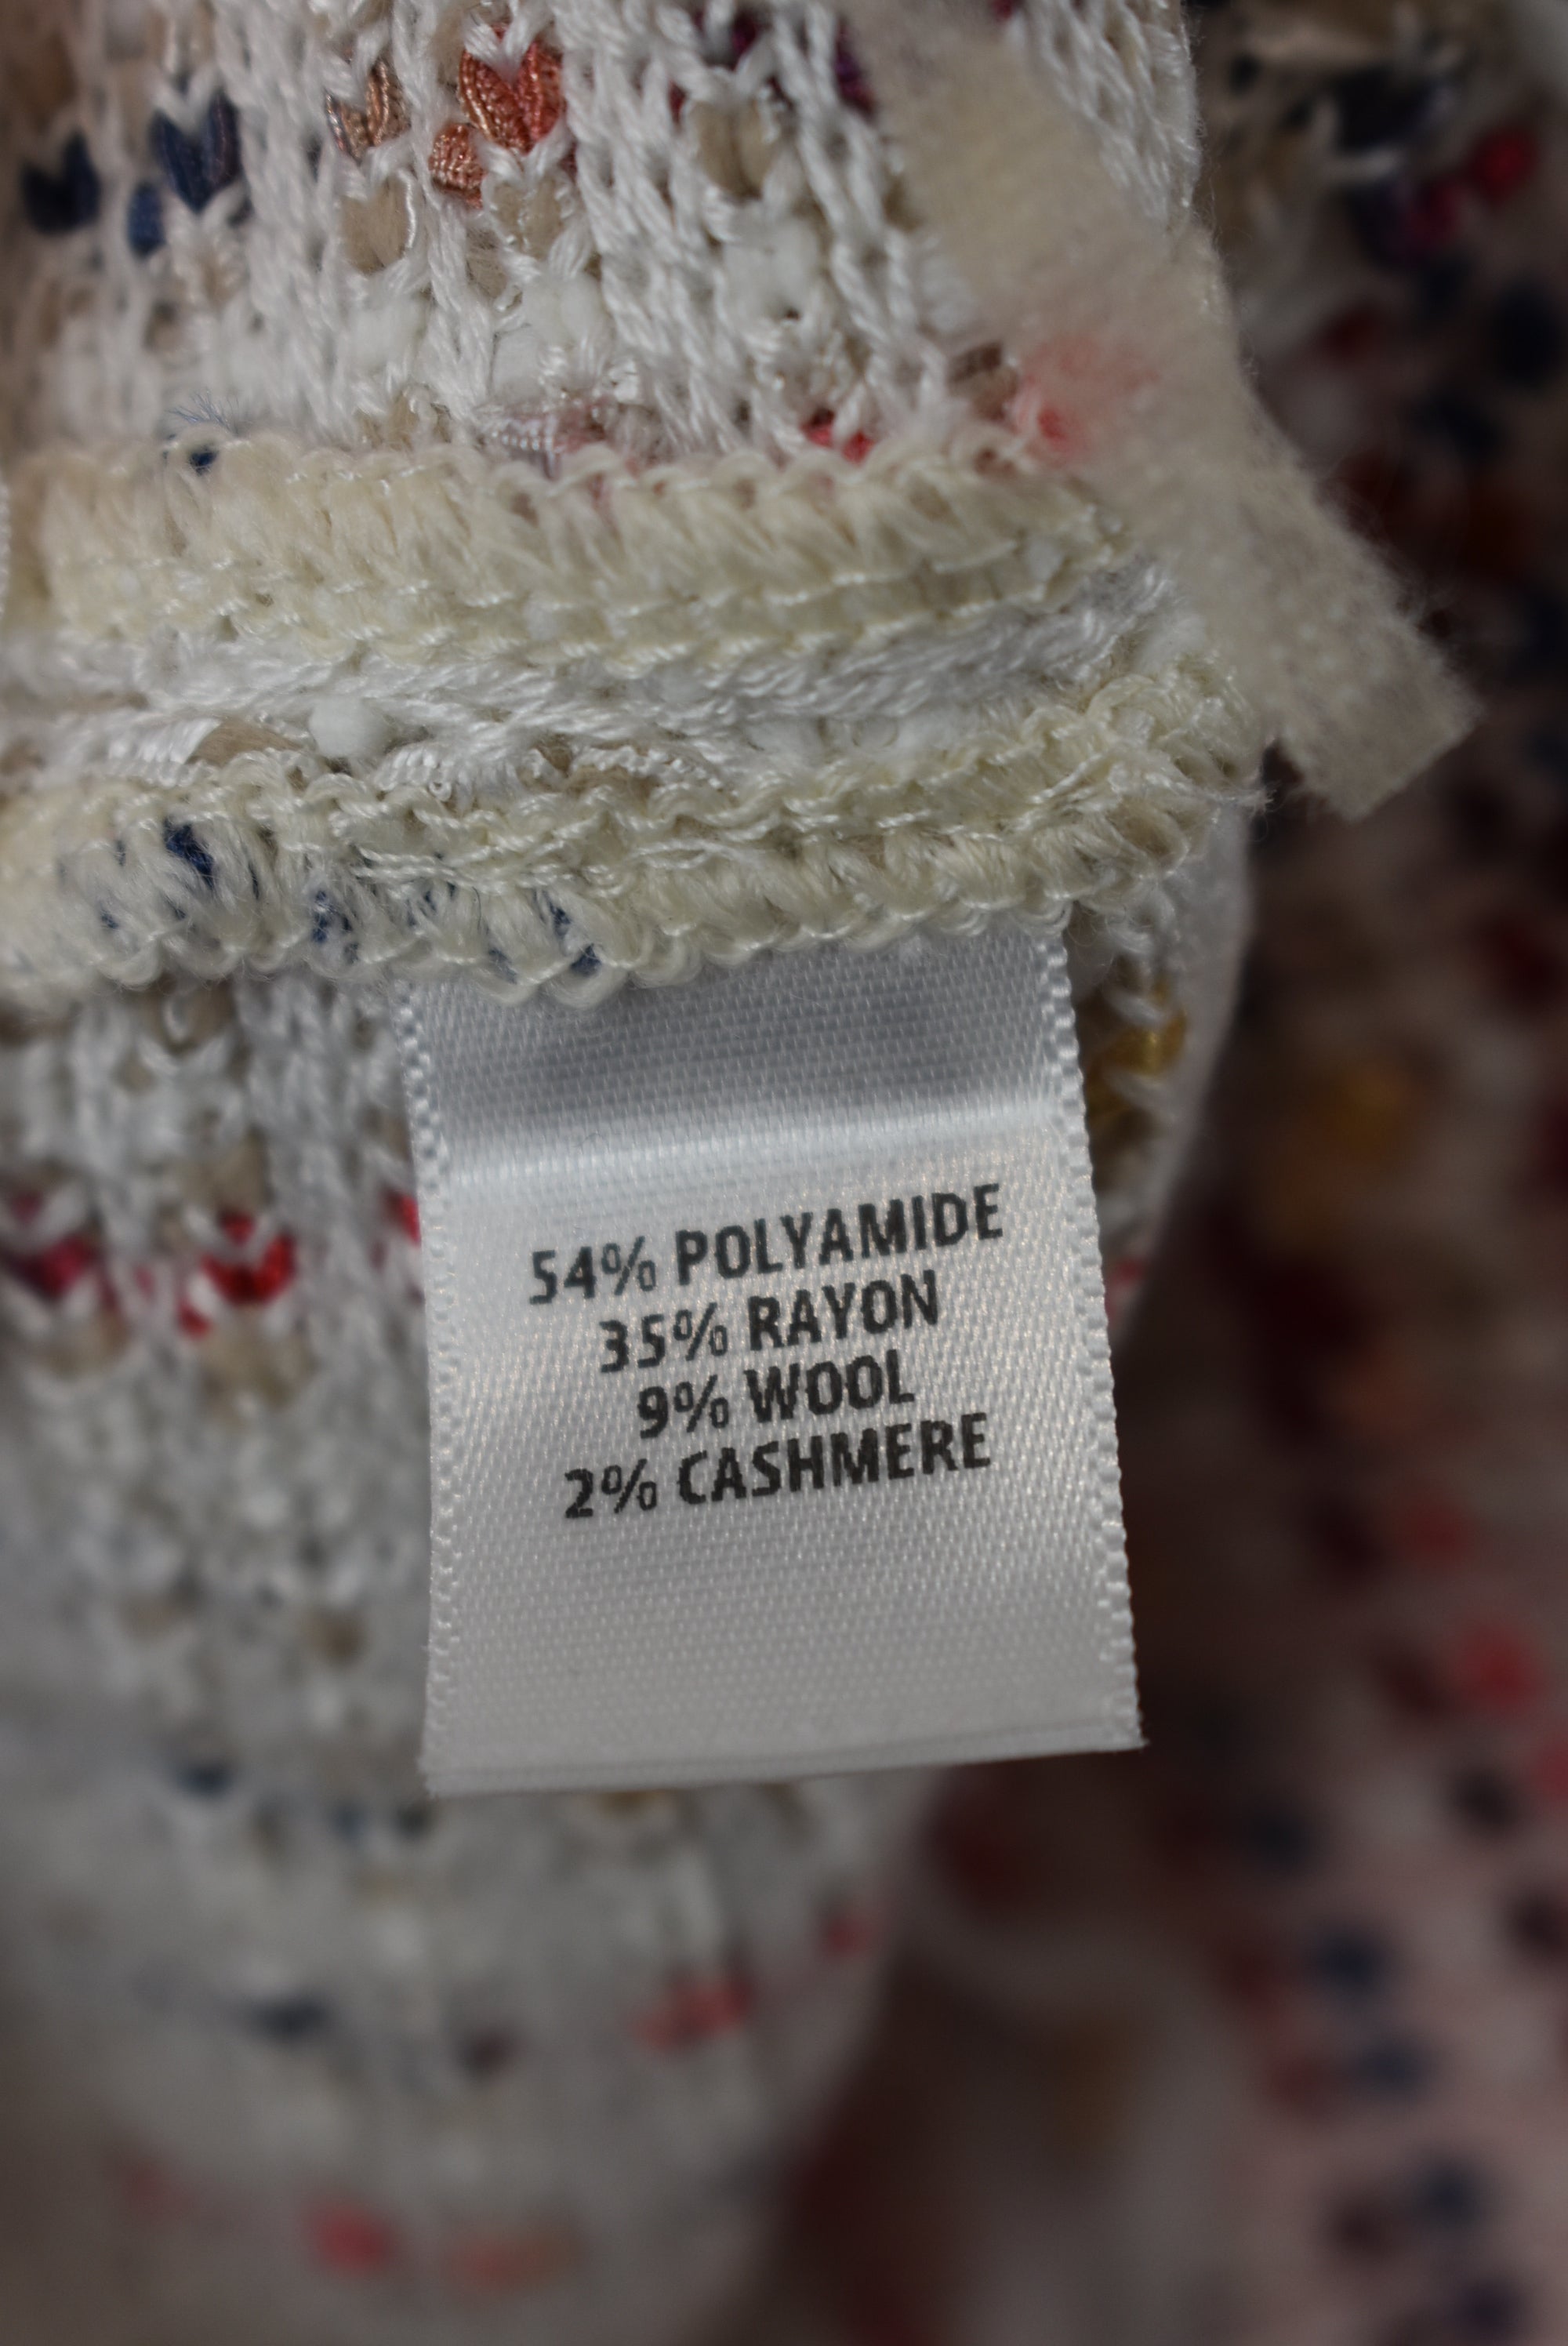 54% POLYAMIDE
35% RAYON
9% WOOL
2% CASHMERE